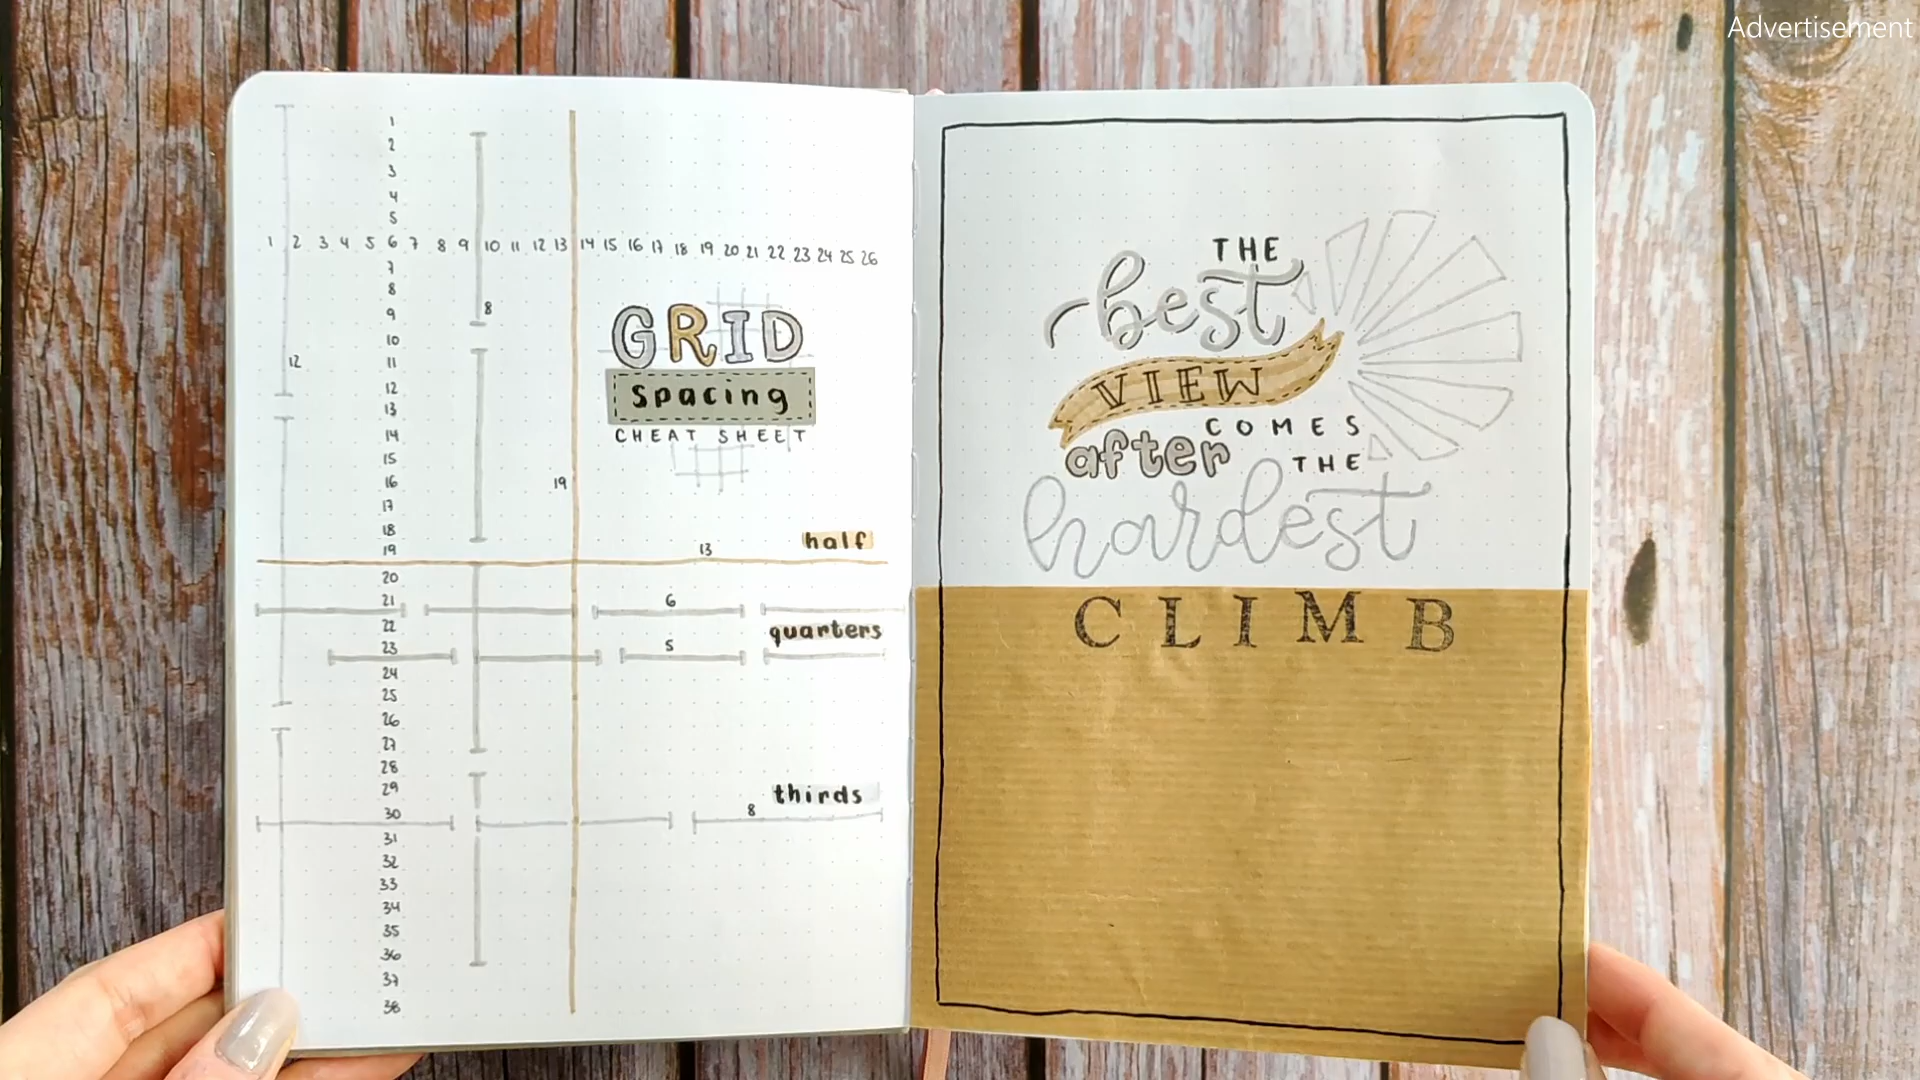 Advertisement
1
2
3
4
5
1 2 3 4 5 6 7 8 9 10 11 12 13 14 15 16 17 18 19 20 21 22 23 24 25 26
7
8
9
8
10
11
12
12
13
14
15
16
19
17
18
19
13
20
21
6
22
23
5
24
25
26
27
28
29
30
8
31
32
33
34
35
36
37
38
GRID
spacing
CHEAT SHEET
half
quarters
thirds
THE
best
VIEW
COMES
after
THE
hardest
CLIMB